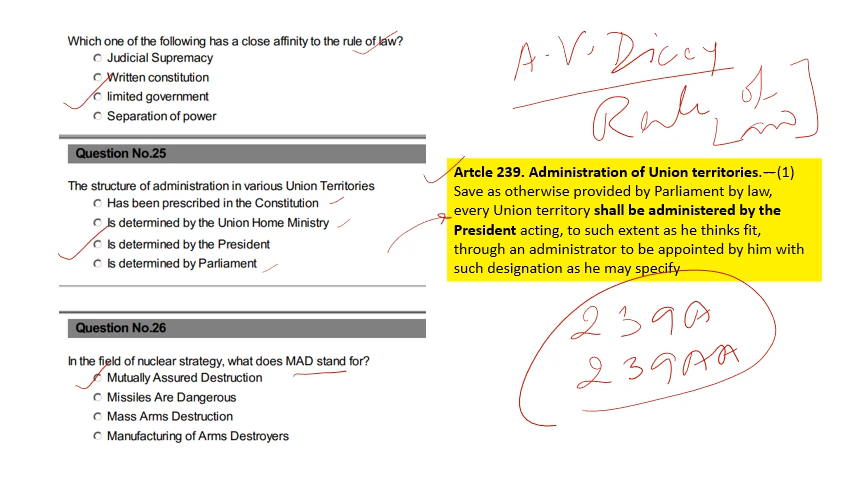 Which one of the following has a close affinity to the rule of law?
Judicial Supremacy
Written constitution
limited government
Separation of power
Question No.25
The structure of administration in various Union Territories
Has been prescribed in the Constitution
Is determined by the Union Home Ministry
Is determined by the President
Is determined by Parliament
Question No.26
In the field of nuclear strategy, what does MAD stand for?
Mutually Assured Destruction
Missiles Are Dangerous
Mass Arms Destruction
Manufacturing of Arms Destroyers
A.V. Dicey
Rule of
Law
Artcle 239. Administration of Union territories.—(1)
Save as otherwise provided by Parliament by law,
every Union territory shall be administered by the
President acting, to such extent as he thinks fit,
through an administrator to be appointed by him with
such designation as he may specify
239A
239AA